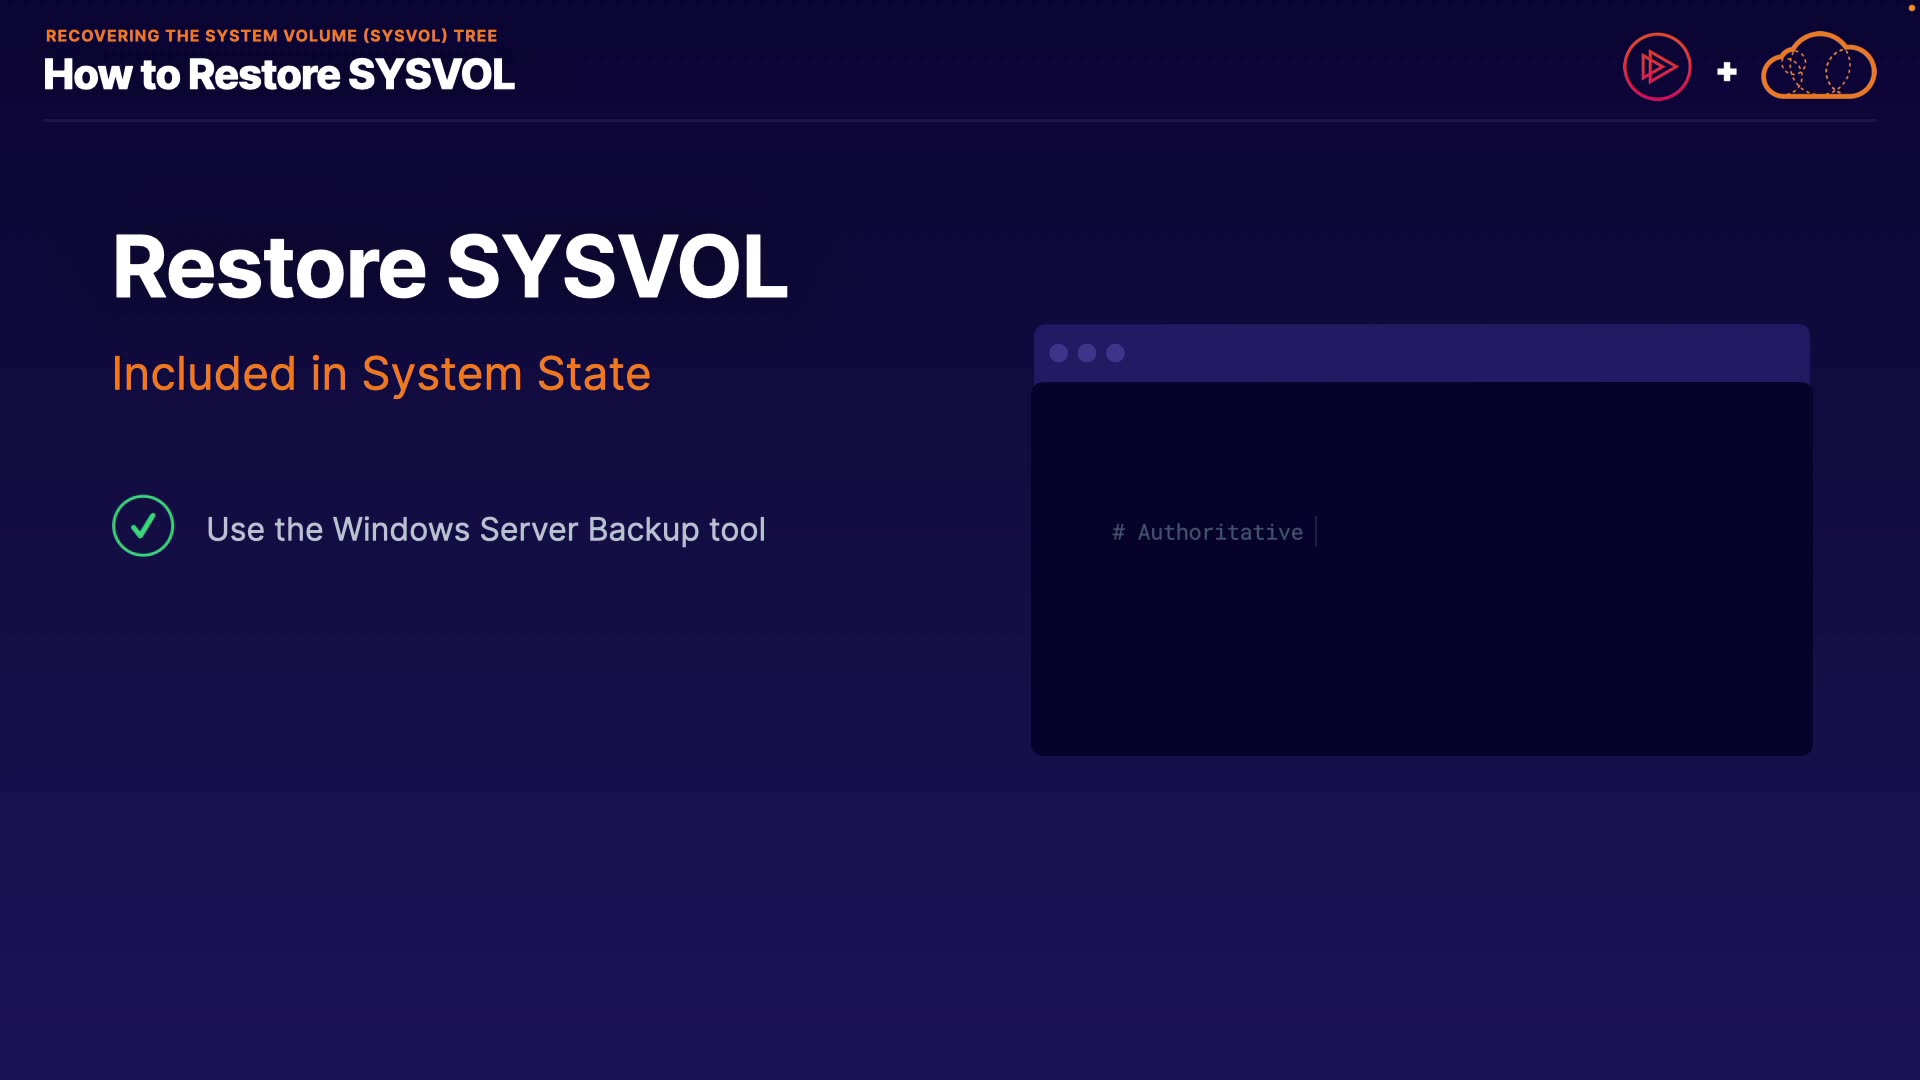 RECOVERING THE SYSTEM VOLUME (SYSVOL) TREE
How to Restore SYSVOL
+
Restore SYSVOL
Included in System State
Use the Windows Server Backup tool
# Authoritative